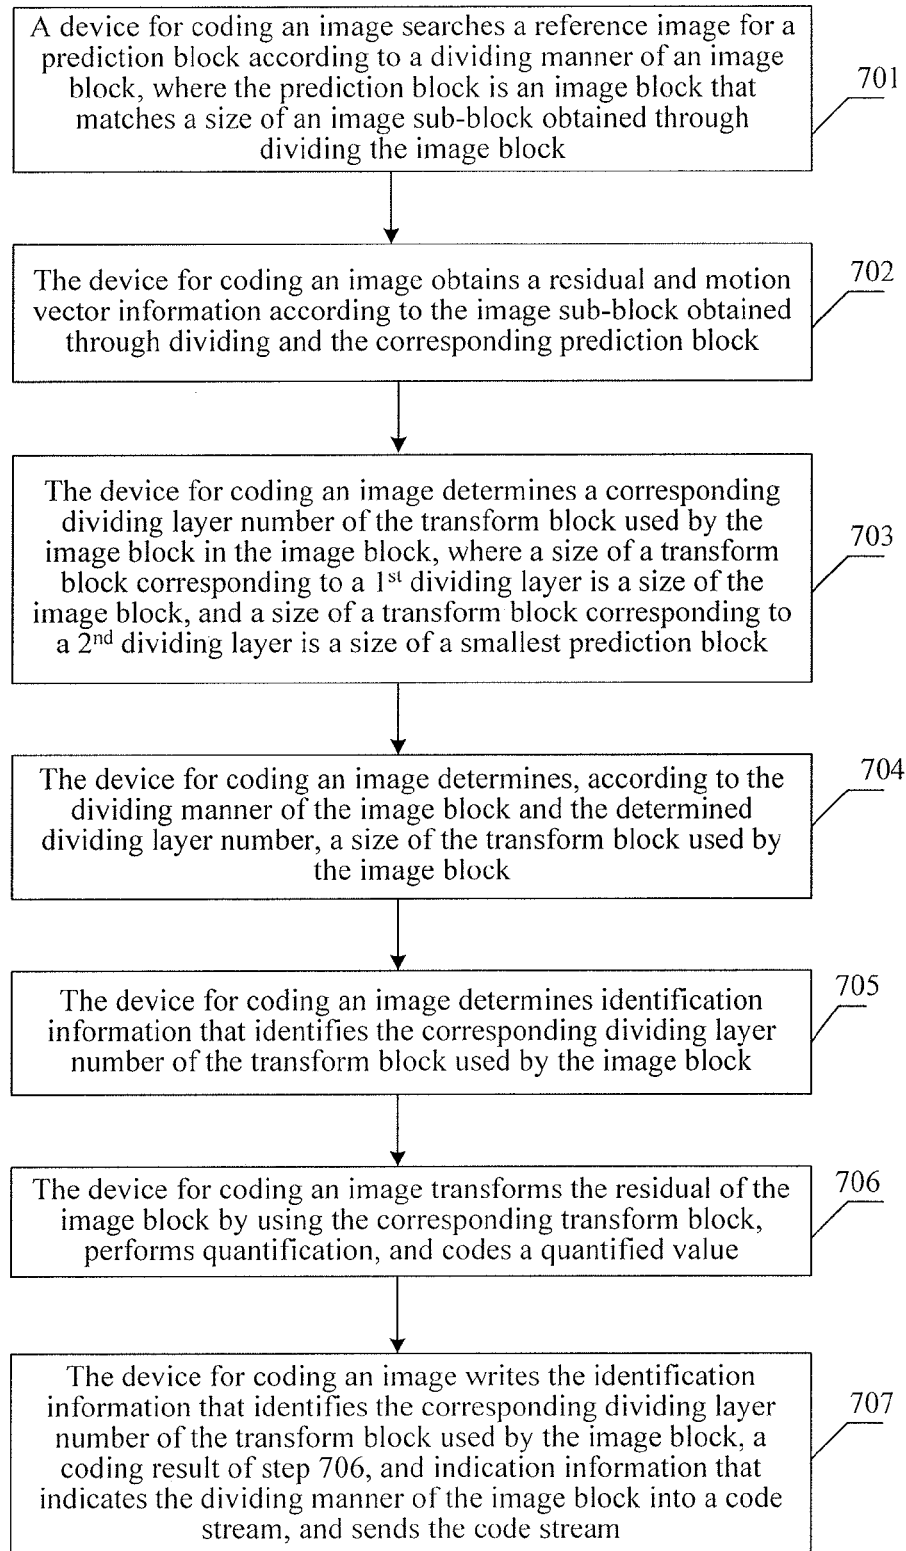 A device for coding an image searches a reference image for a
prediction block according to a dividing manner of an image
block, where the prediction block is an image block that
matches a size of an image sub-block obtained through
dividing the image block
701
The device for coding an image obtains a residual and motion
vector information according to the image sub-block obtained
through dividing and the corresponding prediction block
702
The device for coding an image determines a corresponding
dividing layer number of the transform block used by the
image block in the image block, where a size of a transform
block corresponding to a 1st dividing layer is a size of the
image block, and a size of a transform block corresponding to
a 2nd dividing layer is a size of a smallest prediction block
703
The device for coding an image determines, according to the
dividing manner of the image block and the determined
dividing layer number, a size of the transform block used by
the image block
704
The device for coding an image determines identification
information that identifies the corresponding dividing layer
number of the transform block used by the image block
705
The device for coding an image transforms the residual of the
image block by using the corresponding transform block,
performs quantification, and codes a quantified value
706
The device for coding an image writes the identification
information that identifies the corresponding dividing layer
number of the transform block used by the image block, a
coding result of step 706, and indication information that
indicates the dividing manner of the image block into a code
stream, and sends the code stream
707